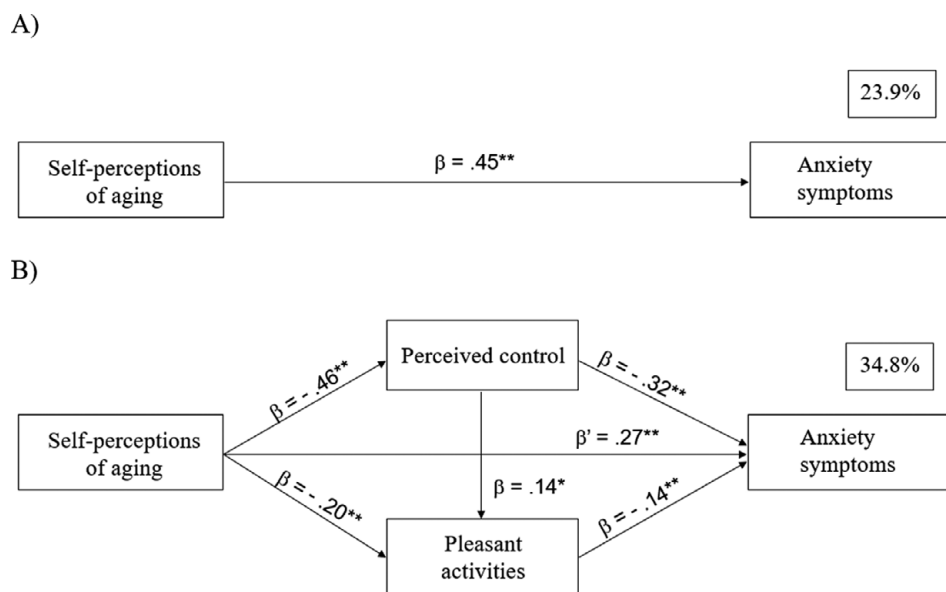 A)
23.9%
Self-perceptions
of aging
β = .45**
Anxiety
symptoms
B)
Perceived control
34.8%
β = - .46**
β = - .32**
Self-perceptions
of aging
β’ = .27**
Anxiety
symptoms
β = .14*
β = - .20**
β = - .14**
Pleasant
activities